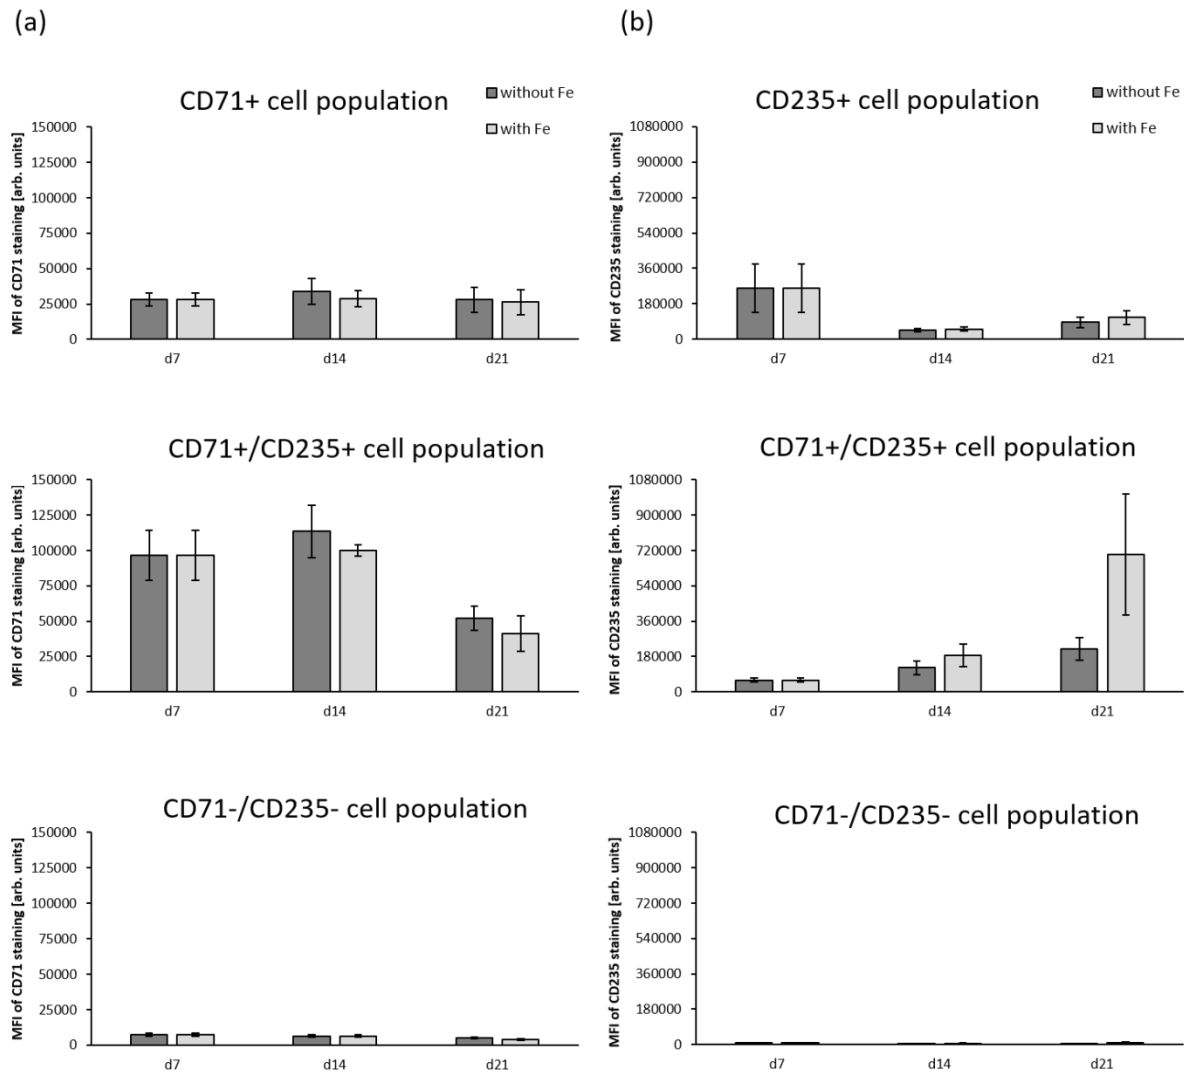 (a)
CD71+ cell population
without Fe
with Fe
MFI of CD71 staining [arb. units]
150000
125000
100000
75000
50000
25000
0
d7
d14
d21
CD71+/CD235+ cell population
MFI of CD71 staining [arb. units]
150000
125000
100000
75000
50000
25000
0
d7
d14
d21
CD71-/CD235- cell population
MFI of CD71 staining [arb. units]
150000
125000
100000
75000
50000
25000
0
d7
d14
d21
(b)
CD235+ cell population
without Fe
with Fe
MFI of CD235 staining [arb. units]
1080000
900000
720000
540000
360000
180000
0
d7
d14
d21
CD71+/CD235+ cell population
MFI of CD235 staining [arb. units]
1080000
900000
720000
540000
360000
180000
0
d7
d14
d21
CD71-/CD235- cell population
MFI of CD235 staining [arb. units]
1080000
900000
720000
540000
360000
180000
0
d7
d14
d21